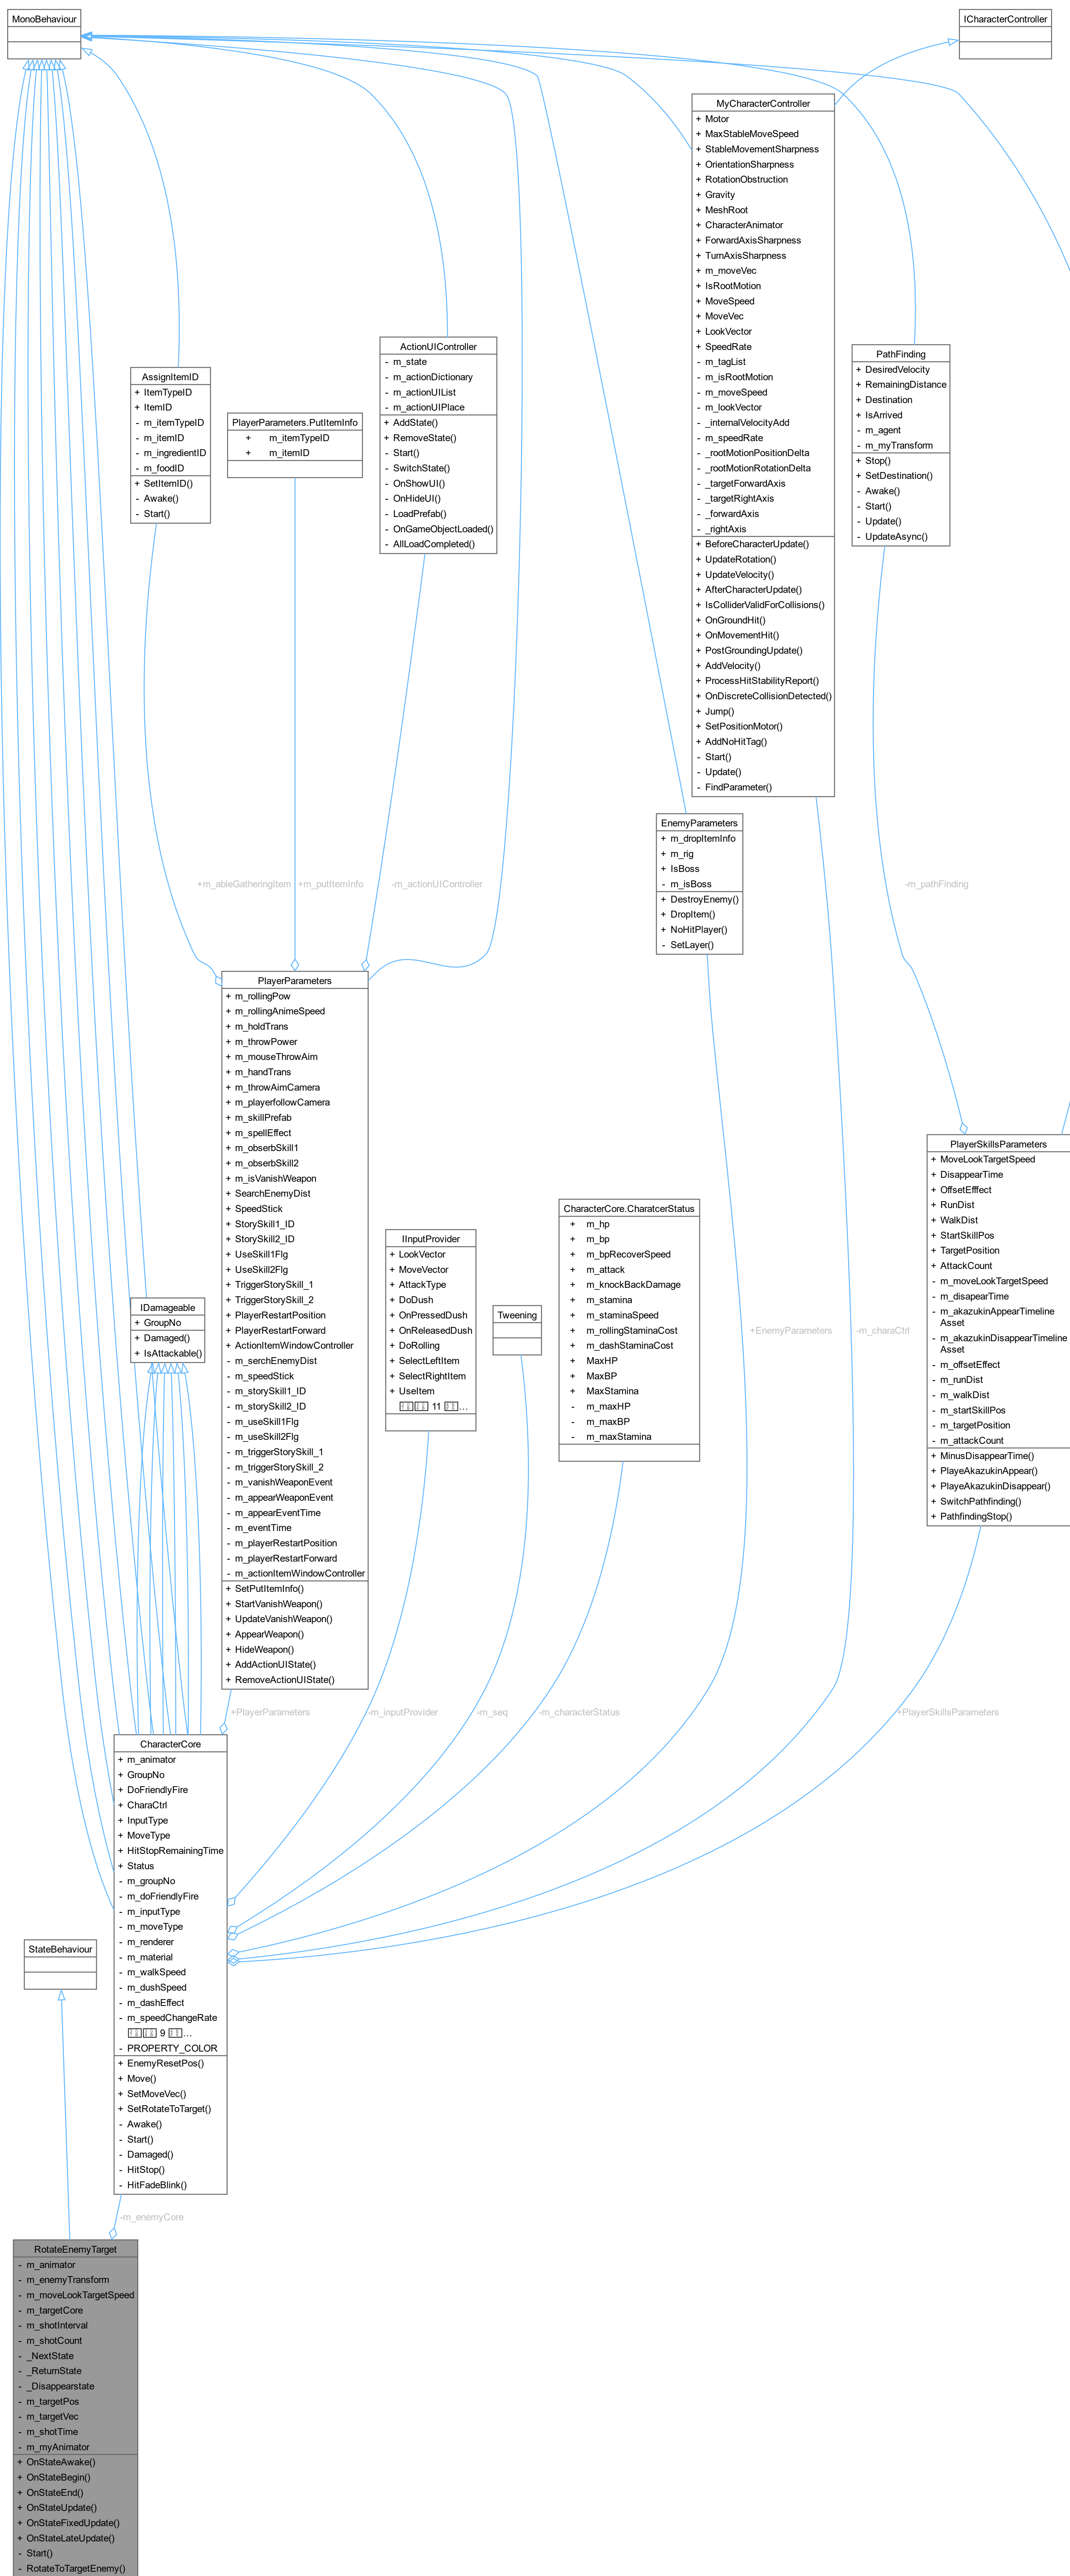 MonoBehaviour
ICharacterController
MyCharacterController
+ Motor
+ MaxStableMoveSpeed
+ StableMovementSharpness
+ OrientationSharpness
+ RotationObstruction
+ Gravity
+ MeshRoot
+ CharacterAnimator
+ ForwardAxisSharpness
+ TurnAxisSharpness
+ m_moveVec
+ IsRootMotion
+ MoveSpeed
+ MoveVec
+ LookVector
+ SpeedRate
- m_tagList
- m_isRootMotion
- m_moveSpeed
- m_lookVector
- _internalVelocityAdd
- m_speedRate
- _rootMotionPositionDelta
- _rootMotionRotationDelta
- _targetForwardAxis
- _targetRightAxis
- _forwardAxis
- _rightAxis
+ BeforeCharacterUpdate()
+ UpdateRotation()
+ UpdateVelocity()
+ AfterCharacterUpdate()
+ IsColliderValidForCollisions()
+ OnGroundHit()
+ OnMovementHit()
+ PostGroundingUpdate()
+ AddVelocity()
+ ProcessHitStabilityReport()
+ OnDiscreteCollisionDetected()
+ Jump()
+ SetPositionMotor()
+ AddNoHitTag()
- Start()
- Update()
- FindParameter()
ActionUIController
- m_state
- m_actionDictionary
- m_actionUIList
- m_actionUIPlace
+ AddState()
+ RemoveState()
- Start()
- SwitchState()
- OnShowUI()
- OnHideUI()
- LoadPrefab()
- OnGameObjectLoaded()
- AllLoadCompleted()
PathFinding
+ DesiredVelocity
+ RemainingDistance
+ Destination
+ IsArrived
- m_agent
- m_myTransform
+ Stop()
+ SetDestination()
- Awake()
- Start()
- Update()
- UpdateAsync()
AssignItemID
+ ItemTypeID
+ ItemID
- m_itemTypeID
- m_itemID
- m_ingredientID
- m_foodID
+ SetItemID()
- Awake()
- Start()
PlayerParameters.PutItemInfo
+ m_itemTypeID
+ m_itemID
EnemyParameters
+ m_dropItemInfo
+ m_rig
+ IsBoss
- m_isBoss
+ DestroyEnemy()
+ DropItem()
+ NoHitPlayer()
- SetLayer()
+m_ableGatheringItem
+m_putItemInfo
-m_actionUIController
-m_pathFinding
PlayerParameters
+ m_rollingPow
+ m_rollingAnimeSpeed
+ m_holdTrans
+ m_throwPower
+ m_mouseThrowAim
+ m_handTrans
+ m_throwAimCamera
+ m_playerfollowCamera
+ m_skillPrefab
+ m_spellEffect
+ m_obserbSkill1
+ m_obserbSkill2
+ m_isVanishWeapon
+ SearchEnemyDist
+ SpeedStick
+ StorySkill1_ID
+ StorySkill2_ID
+ UseSkill1Flg
+ UseSkill2Flg
+ TriggerStorySkill_1
+ TriggerStorySkill_2
+ PlayerRestartPosition
+ PlayerRestartForward
+ ActionItemWindowController
- m_serchEnemyDist
- m_speedStick
- m_storySkill1_ID
- m_storySkill2_ID
- m_useSkill1Flg
- m_useSkill2Flg
- m_triggerStorySkill_1
- m_triggerStorySkill_2
- m_vanishWeaponEvent
- m_appearWeaponEvent
- m_appearEventTime
- m_eventTime
- m_playerRestartPosition
- m_playerRestartForward
- m_actionItemWindowController
+ SetPutItemInfo()
+ StartVanishWeapon()
+ UpdateVanishWeapon()
+ AppearWeapon()
+ HideWeapon()
+ AddActionUIState()
+ RemoveActionUIState()
PlayerSkillsParameters
+ MoveLookTargetSpeed
+ DisappearTime
+ OffsetEfffect
+ RunDist
+ WalkDist
+ StartSkillPos
+ TargetPosition
+ AttackCount
- m_moveLookTargetSpeed
- m_disapearTime
- m_akazukinAppearTimeline
Asset
- m_akazukinDisappearTimeline
Asset
- m_offsetEffect
- m_runDist
- m_walkDist
- m_startSkillPos
- m_targetPosition
- m_attackCount
+ MinusDisappearTime()
+ PlayeAkazukinAppear()
+ PlayeAkazukinDisappear()
+ SwitchPathfinding()
+ PathfindingStop()
IDamageable
+ GroupNo
+ Damaged()
+ IsAttackable()
IInputProvider
+ LookVector
+ MoveVector
+ AttackType
+ DoDush
+ OnPressedDush
+ OnReleasedDush
+ DoRolling
+ SelectLeftItem
+ SelectRightItem
+ UseItem
11 ...
Tweening
CharacterCore.CharatcerStatus
+ m_hp
+ m_bp
+ m_bpRecoverSpeed
+ m_attack
+ m_knockBackDamage
+ m_stamina
+ m_staminaSpeed
+ m_rollingStaminaCost
+ m_dashStaminaCost
+ MaxHP
+ MaxBP
+ MaxStamina
- m_maxHP
- m_maxBP
- m_maxStamina
+EnemyParameters
-m_charaCtrl
+PlayerParameters
-m_inputProvider
-m_seq
-m_characterStatus
+PlayerSkillsParameters
CharacterCore
+ m_animator
+ GroupNo
+ DoFriendlyFire
+ CharaCtrl
+ InputType
+ MoveType
+ HitStopRemainingTime
+ Status
- m_groupNo
- m_doFriendlyFire
- m_inputType
- m_moveType
- m_renderer
- m_material
- m_walkSpeed
- m_dushSpeed
- m_dashEffect
- m_speedChangeRate
9 ...
- PROPERTY_COLOR
+ EnemyResetPos()
+ Move()
+ SetMoveVec()
+ SetRotateToTarget()
- Awake()
- Start()
- Damaged()
- HitStop()
- HitFadeBlink()
StateBehaviour
-m_enemyCore
RotateEnemyTarget
- m_animator
- m_enemyTransform
- m_moveLookTargetSpeed
- m_targetCore
- m_shotInterval
- m_shotCount
- _NextState
- _ReturnState
- _Disappearstate
- m_targetPos
- m_targetVec
- m_shotTime
- m_myAnimator
+ OnStateAwake()
+ OnStateBegin()
+ OnStateEnd()
+ OnStateUpdate()
+ OnStateFixedUpdate()
+ OnStateLateUpdate()
- Start()
- RotateToTargetEnemy()